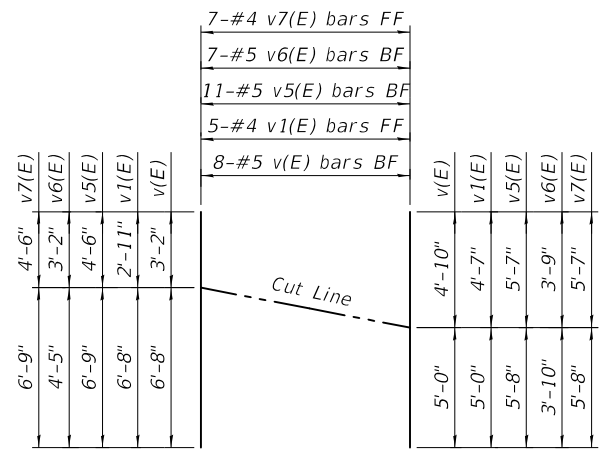 7-#4 v7(E) bars FF
7-#5 v6(E) bars BF
11-#5 v5(E) bars BF
5-#4 v1(E) bars FF
8-#5 v(E) bars BF
v7(E)
v6(E)
v5(E)
v1(E)
v(E)
v(E)
v1(E)
v5(E)
v6(E)
v7(E)
4'-6"
3'-2"
4'-6"
2'-11"
3'-2"
4'-10"
4'-7"
5'-7"
3'-9"
5'-7"
Cut Line
6'-9"
4'-5"
6'-9"
6'-8"
6'-8"
5'-0"
5'-0"
5'-8"
3'-10"
5'-8"